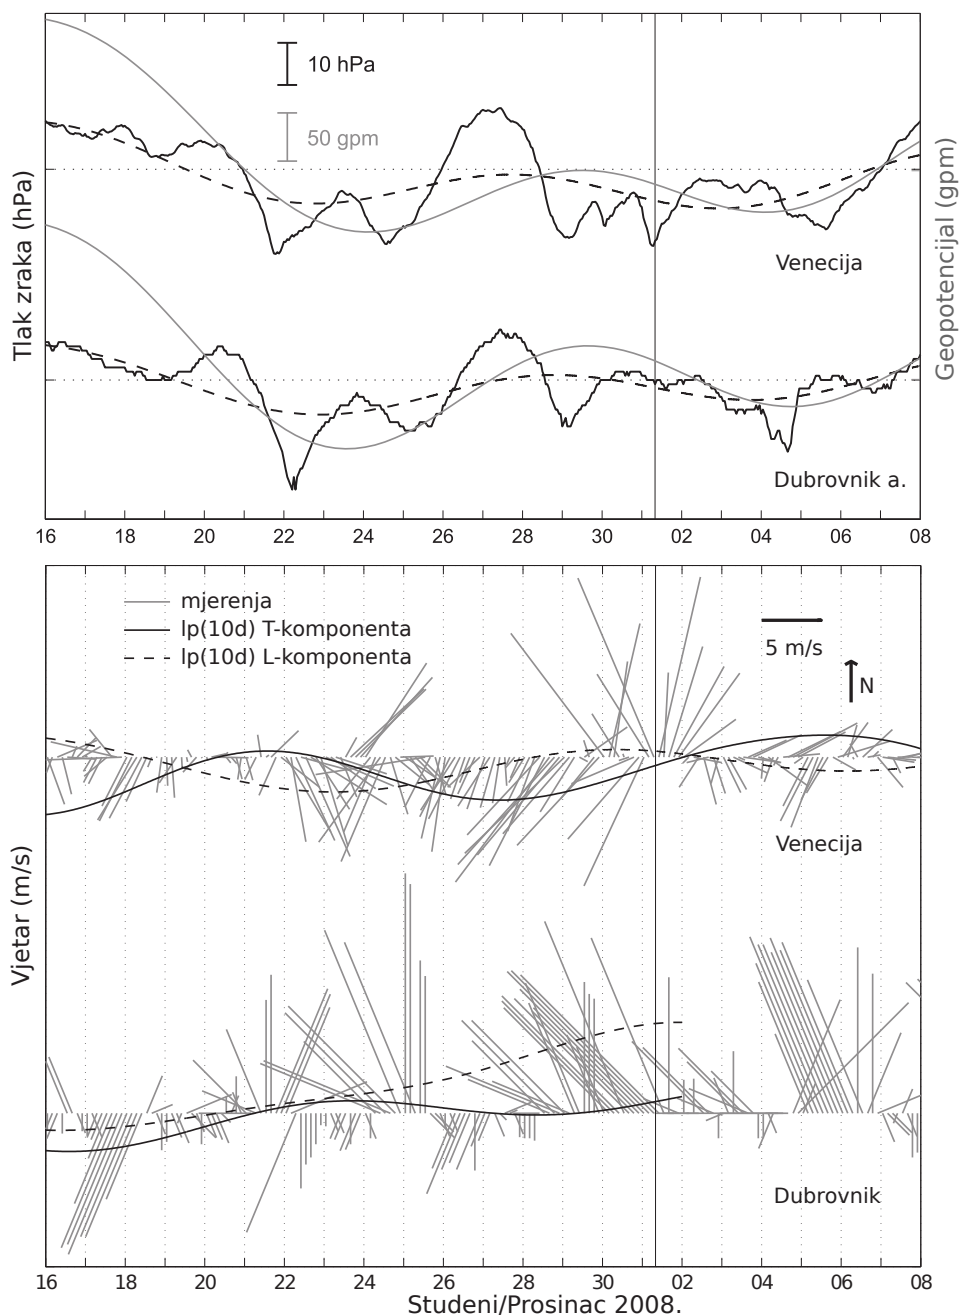 10 hPa
50 gpm
Tlak zraka (hPa)
Geopotencijal (gpm)
Venecija
Dubrovnik a.
16 18 20 22 24 26 28 30 02 04 06 08
mjerenja
lp(10d) T-komponenta
lp(10d) L-komponenta
5 m/s
N
Vjetar (m/s)
Venecija
Dubrovnik
16 18 20 22 24 26 28 30 02 04 06 08
Studeni/Prosinac 2008.